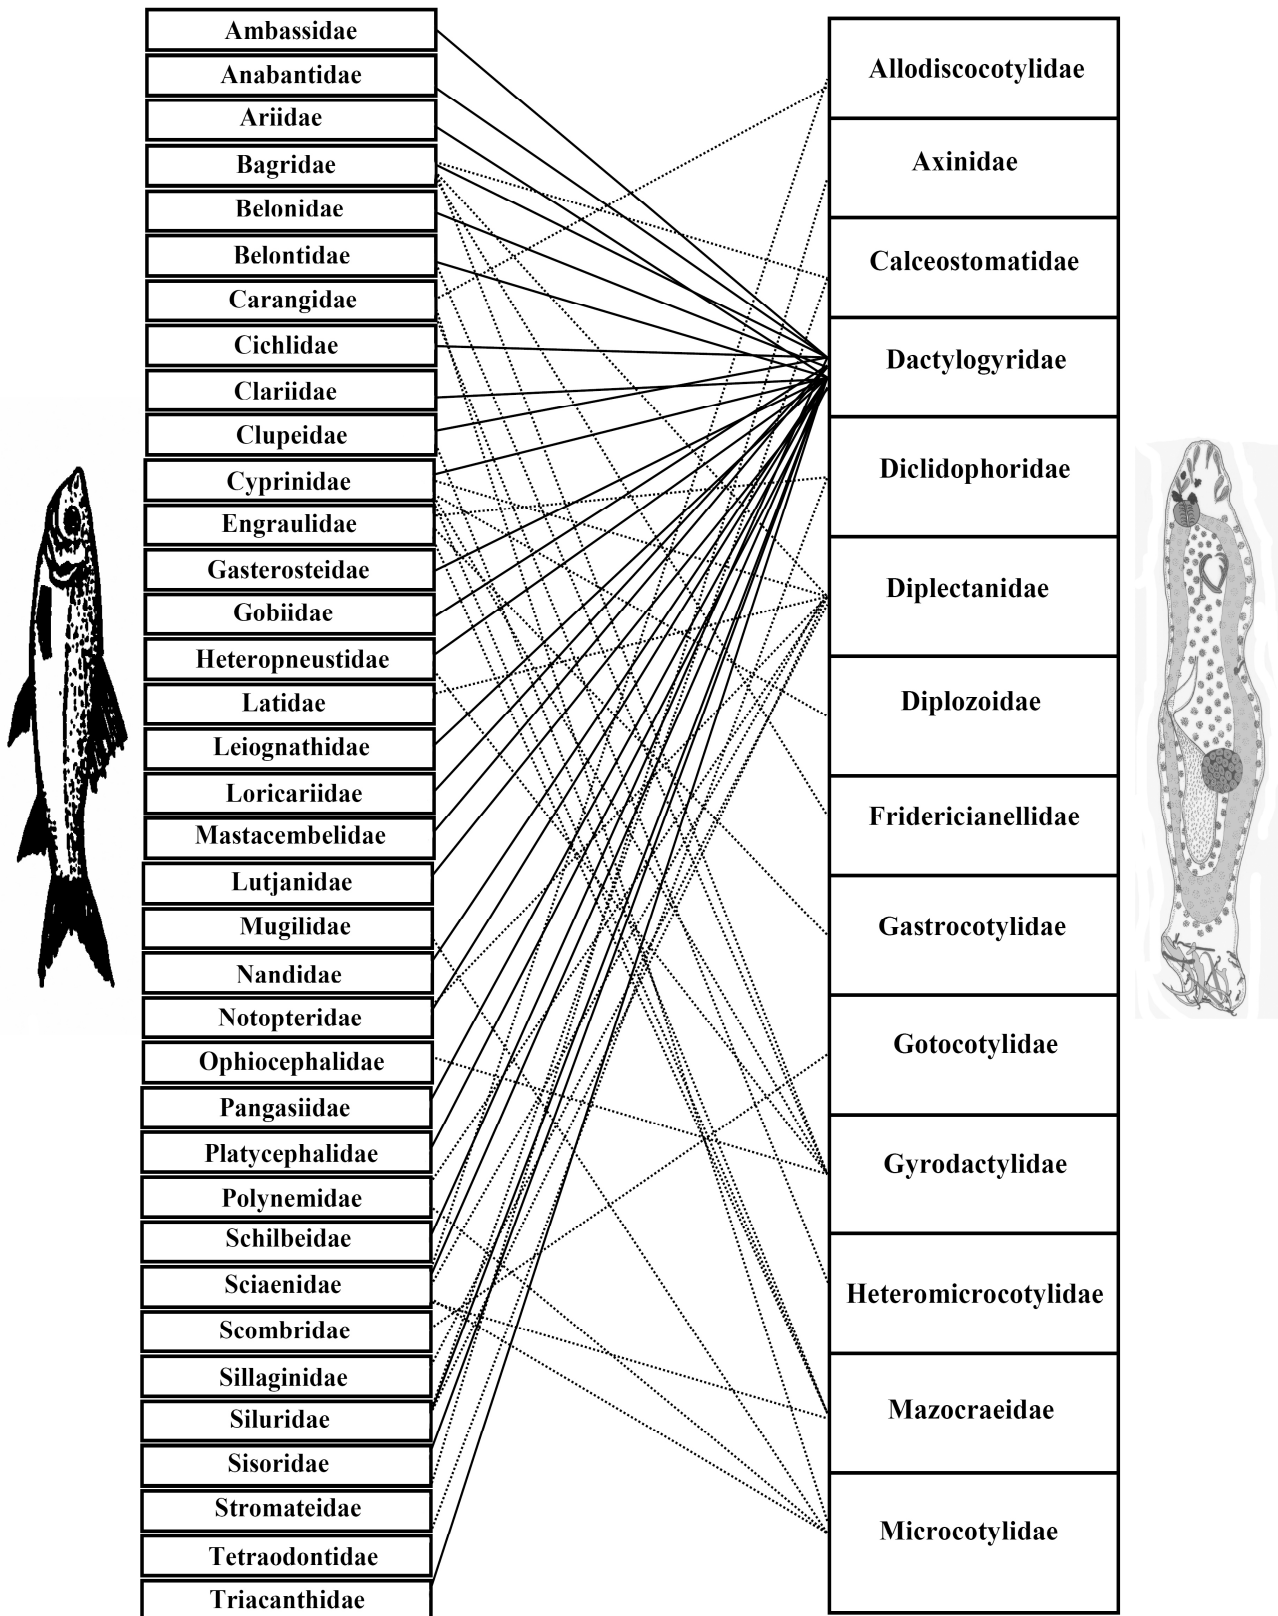 Ambassidae
Anabantidae
Ariidae
Bagridae
Belonidae
Belontidae
Carangidae
Cichlidae
Clariidae
Clupeidae
Cyprinidae
Engraulidae
Gasterosteidae
Gobiidae
Heteropneustidae
Latidae
Leiognathidae
Loricariidae
Mastacembelidae
Lutjanidae
Mugilidae
Nandidae
Notopteridae
Ophiocephalidae
Pangasiidae
Platycephalidae
Polynemidae
Schilbeidae
Sciaenidae
Scombridae
Sillaginidae
Siluridae
Sisoridae
Stromateidae
Tetraodontidae
Triacanthidae
Allodiscocotylidae
Axinidae
Calceostomatidae
Dactylogyridae
Diclidophoridae
Diplectanidae
Diplozoidae
Fridericianellidae
Gastrocotylidae
Gotocotylidae
Gyrodactylidae
Heteromicrocotylidae
Mazocraeidae
Microcotylidae